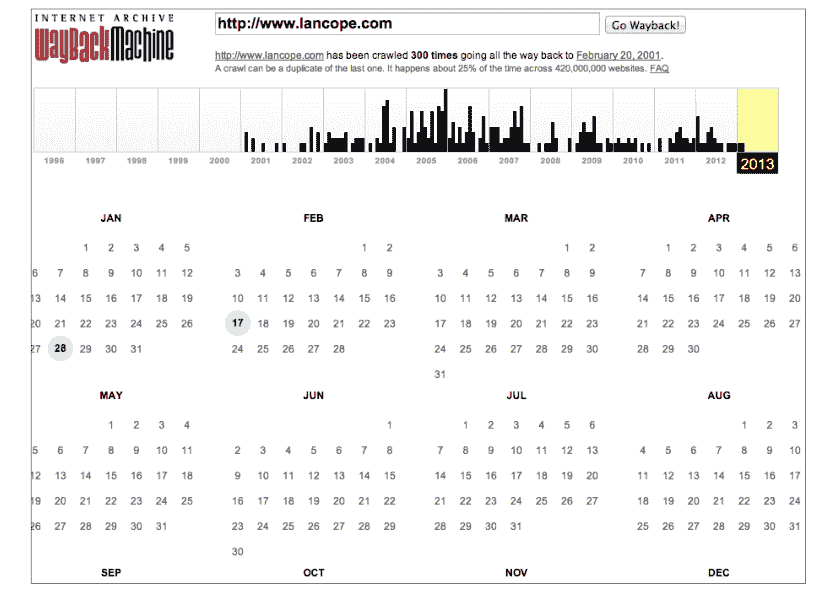 INTERNET ARCHIVE
WayBackMachine
http://www.lancope.com
Go Wayback!
http://www.lancope.com has been crawled 300 times going all the way back to February 20, 2001.
A crawl can be a duplicate of the last one. It happens about 25% of the time across 420,000,000 websites. FAQ
1996 1997 1998 1999 2000 2001 2002 2003 2004 2005 2006 2007 2008 2009 2010 2011 2012 2013
JAN FEB MAR APR
1 2 3 4 5 1 2 1 2 1 2 3 4 5 6
6 7 8 9 10 11 12 3 4 5 6 7 8 9 3 4 5 6 7 8 9 7 8 9 10 11 12 13
13 14 15 16 17 18 19 10 11 12 13 14 15 16 10 11 12 13 14 15 16 14 15 16 17 18 19 20
20 21 22 23 24 25 26 17 18 19 20 21 22 23 17 18 19 20 21 22 23 21 22 23 24 25 26 27
27 28 29 30 31 24 25 26 27 28 24 25 26 27 28 29 30 28 29 30
31
MAY JUN JUL AUG
1 2 3 4 1 1 2 3 4 5 6 1 2 3
5 6 7 8 9 10 11 2 3 4 5 6 7 8 7 8 9 10 11 12 13 4 5 6 7 8 9 10
12 13 14 15 16 17 18 9 10 11 12 13 14 15 14 15 16 17 18 19 20 11 12 13 14 15 16 17
19 20 21 22 23 24 25 16 17 18 19 20 21 22 21 22 23 24 25 26 27 18 19 20 21 22 23 24
26 27 28 29 30 31 23 24 25 26 27 28 29 28 29 30 31 25 26 27 28 29 30 31
30
SEP OCT NOV DEC